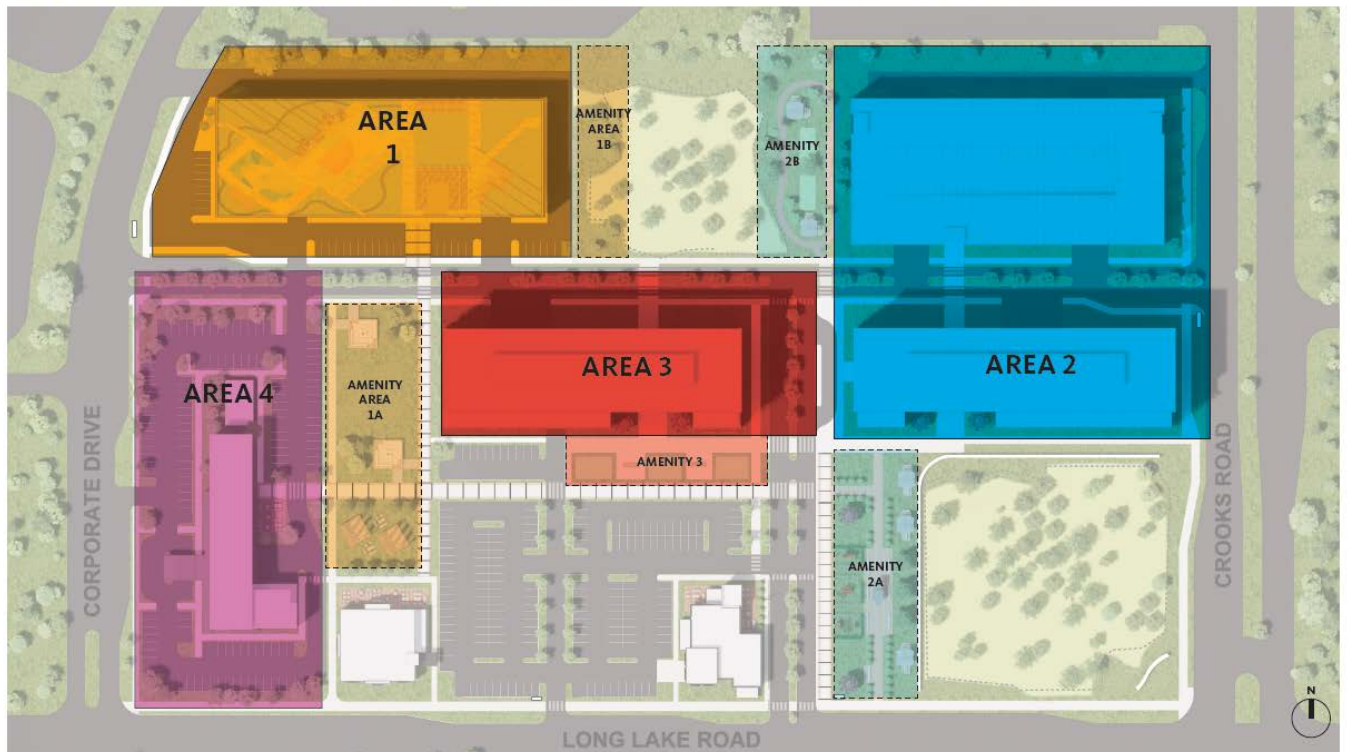 AREA
1
AMENITY
AREA
1B
AMENITY
2B
AREA 4
AMENITY
AREA
1A
AREA 3
AREA 2
AMENITY 3
AMENITY
2A
CORPORATE DRIVE
CROOKS ROAD
LONG LAKE ROAD
N